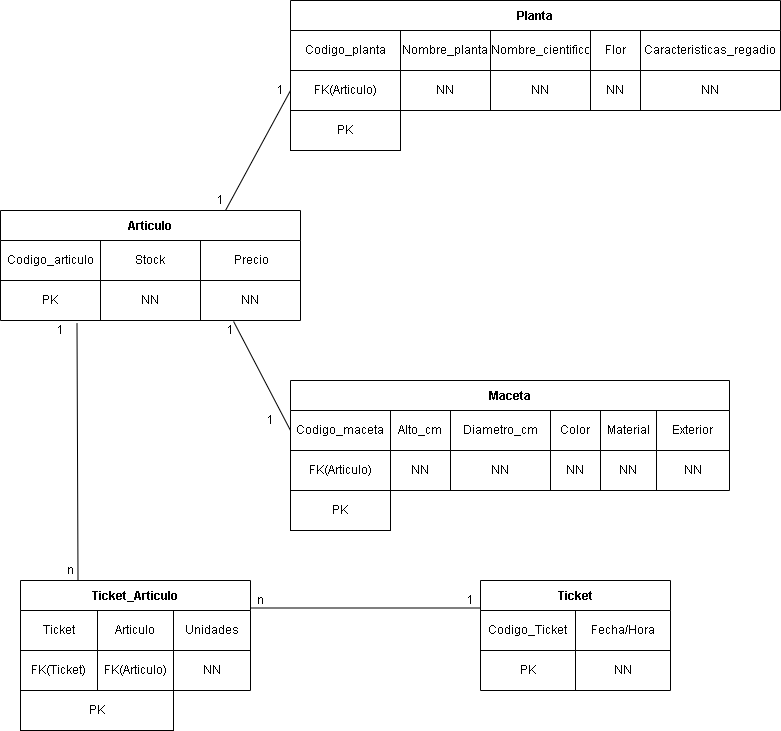 Planta
Codigo_planta Nombre_planta Nombre_cientifico Flor Caracteristicas_regadio
FK(Articulo) NN NN NN NN
PK
1
1
Articulo
Codigo_articulo Stock Precio
PK NN NN
1 1
1
Maceta
Codigo_maceta Alto_cm Diametro_cm Color Material Exterior
FK(Articulo) NN NN NN NN NN
PK
n
Ticket_Articulo
Ticket Articulo Unidades
FK(Ticket) FK(Articulo) NN
PK
n 1
Ticket
Codigo_Ticket Fecha/Hora
PK NN